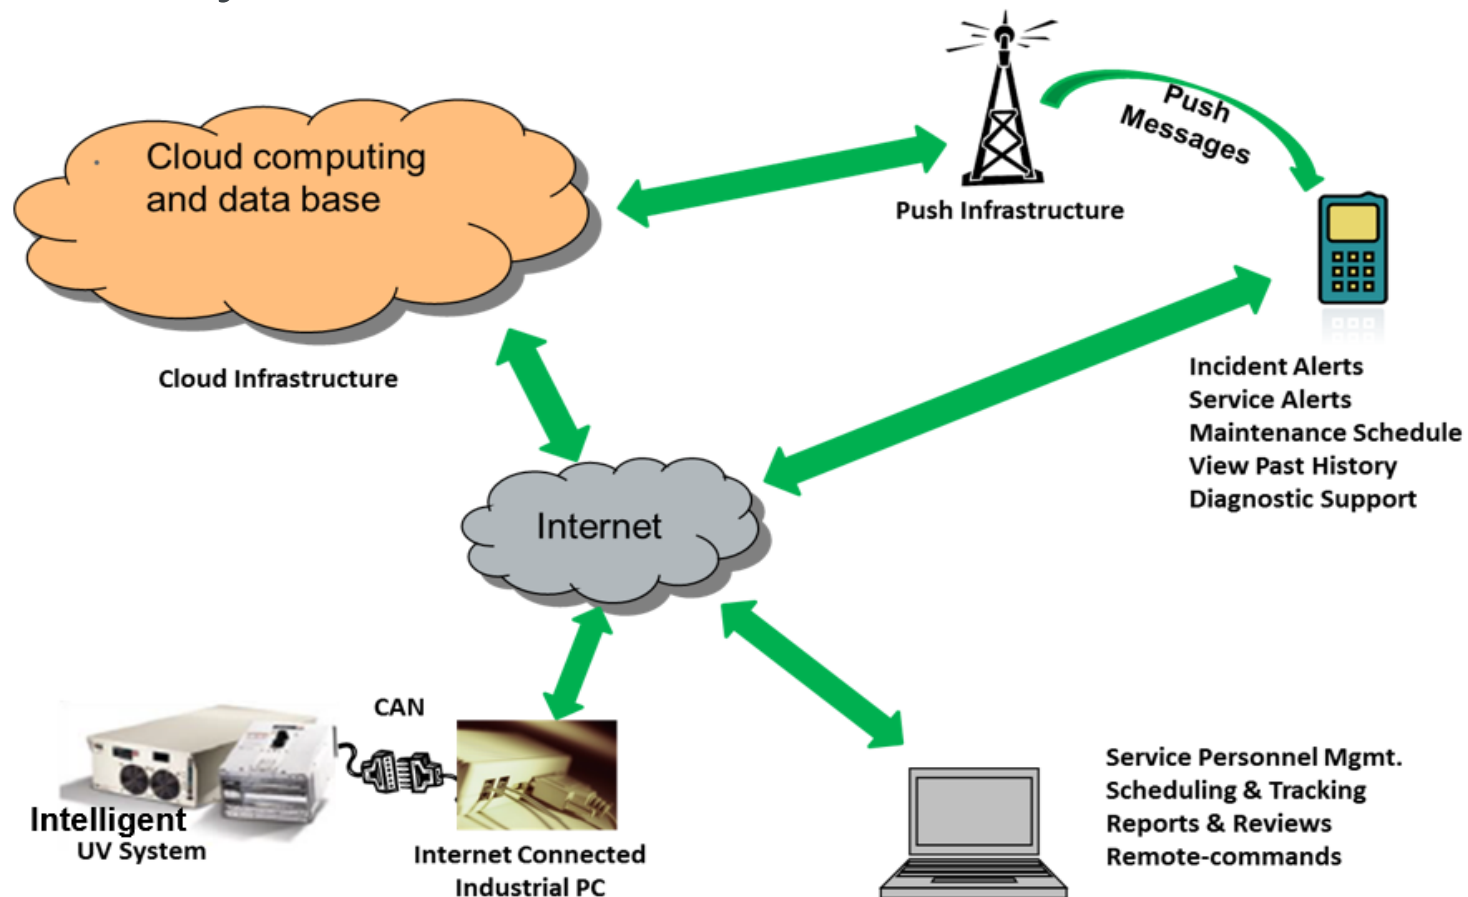 Push
Messages
Cloud computing
and data base
Push Infrastructure
Cloud Infrastructure
Incident Alerts
Service Alerts
Maintenance Schedule
View Past History
Diagnostic Support
Internet
CAN
Intelligent
UV System
Internet Connected
Industrial PC
Service Personnel Mgmt.
Scheduling & Tracking
Reports & Reviews
Remote-commands